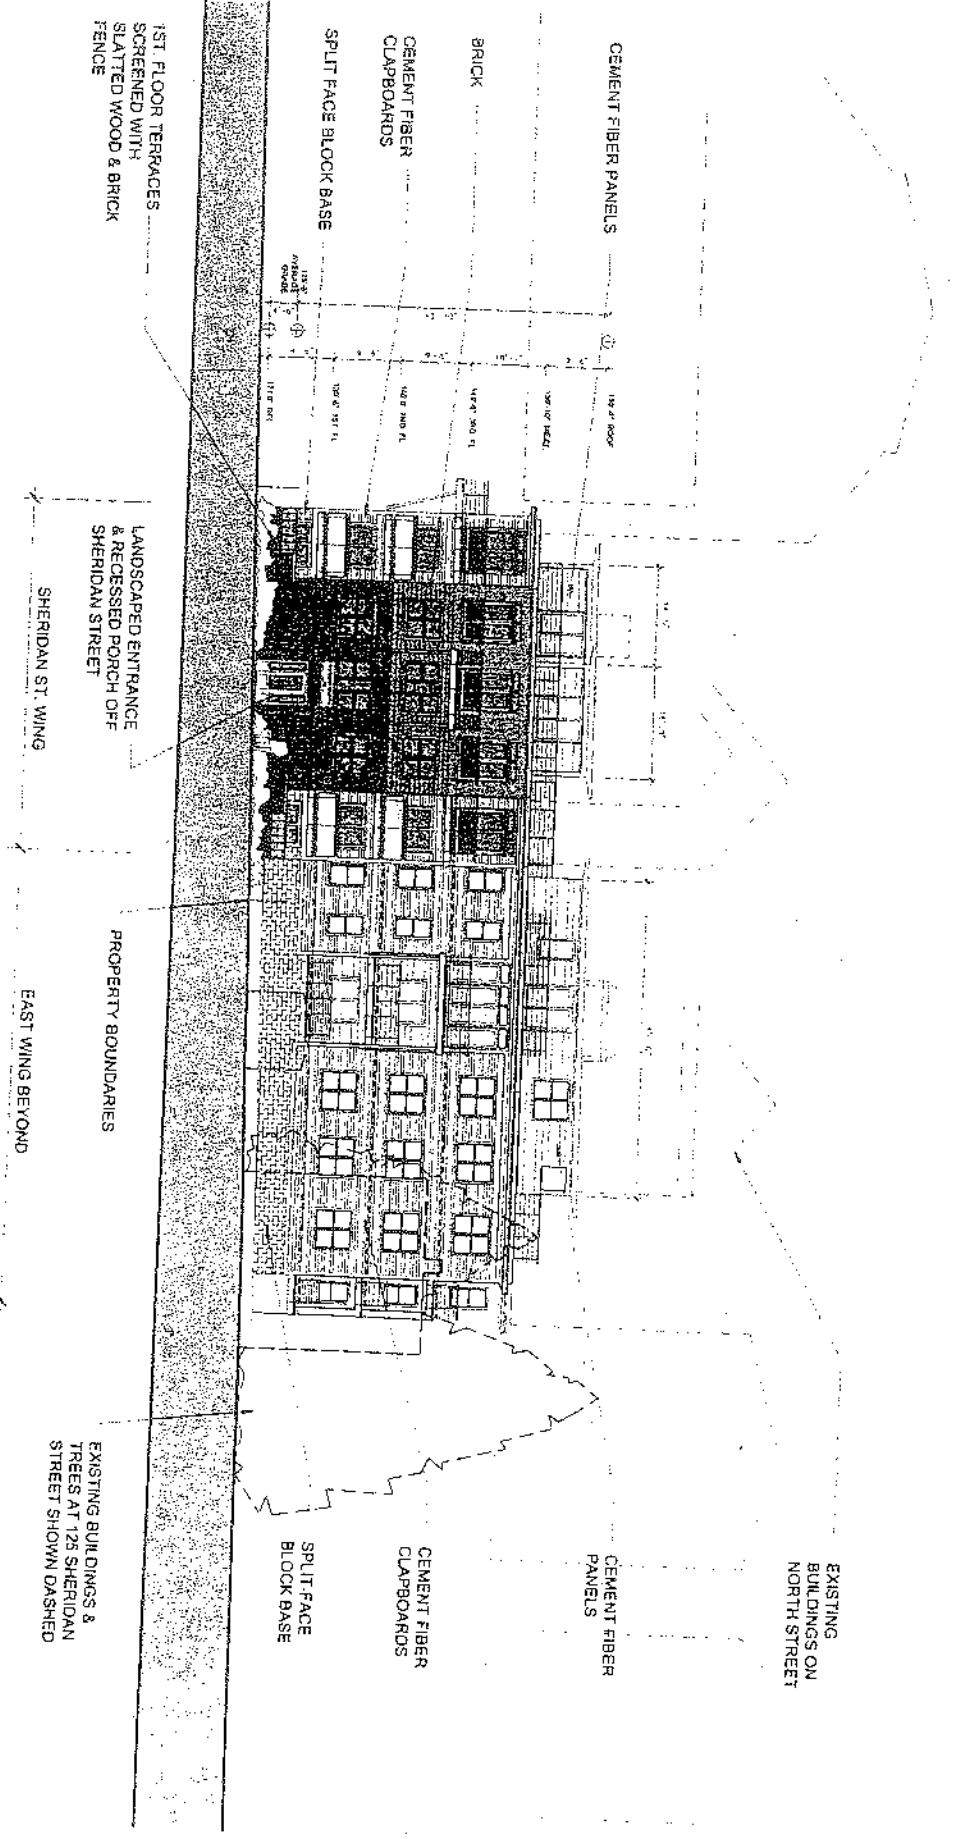 CEMENT FIBER PANELS
BRICK
CEMENT FIBER
CLAPBOARDS
SPLIT FACE BLOCK BASE
1ST. FLOOR TERRACES
SCREENED WITH
SLATTED WOOD & BRICK
FENCE
AVERAGE
GRADE
LANDSCAPED ENTRANCE
& RECESSED PORCH OFF
SHERIDAN STREET
SHERIDAN ST. WING
PROPERTY BOUNDARIES
EAST WING BEYOND
EXISTING BUILDINGS &
TREES AT 125 SHERIDAN
STREET SHOWN DASHED
SPLIT-FACE
BLOCK BASE
CEMENT FIBER
CLAPBOARDS
CEMENT FIBER
PANELS
EXISTING
BUILDINGS ON
NORTH STREET